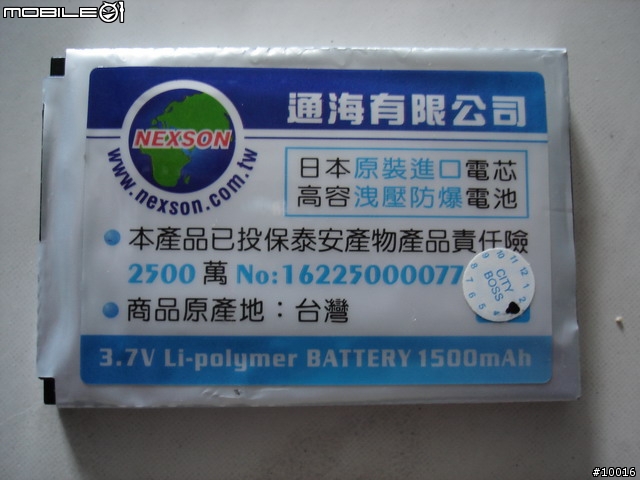 MOBILE01
通海有限公司
NEXSON
www.nexson.com.tw
日本原裝進口電芯
高容洩壓防爆電池
本產品已投保泰安產物產品責任險
2500 萬 No:16225000077
商品原產地：台灣
CITY
BOSS
3.7V Li-polymer BATTERY 1500mAh
#10016